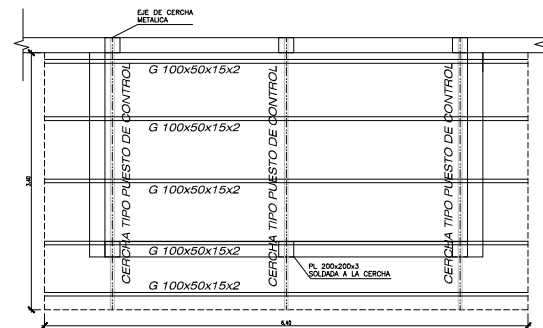 EJE DE CERCHA
METALICA
G 100x50x15x2
G 100x50x15x2
G 100x50x15x2
G 100x50x15x2
G 100x50x15x2
CERCHA TIPO PUESTO DE CONTROL
CERCHA TIPO PUESTO DE CONTROL
CERCHA TIPO PUESTO DE CONTROL
PL 200x200x3
SOLDADA A LA CERCHA
3.40
6.40